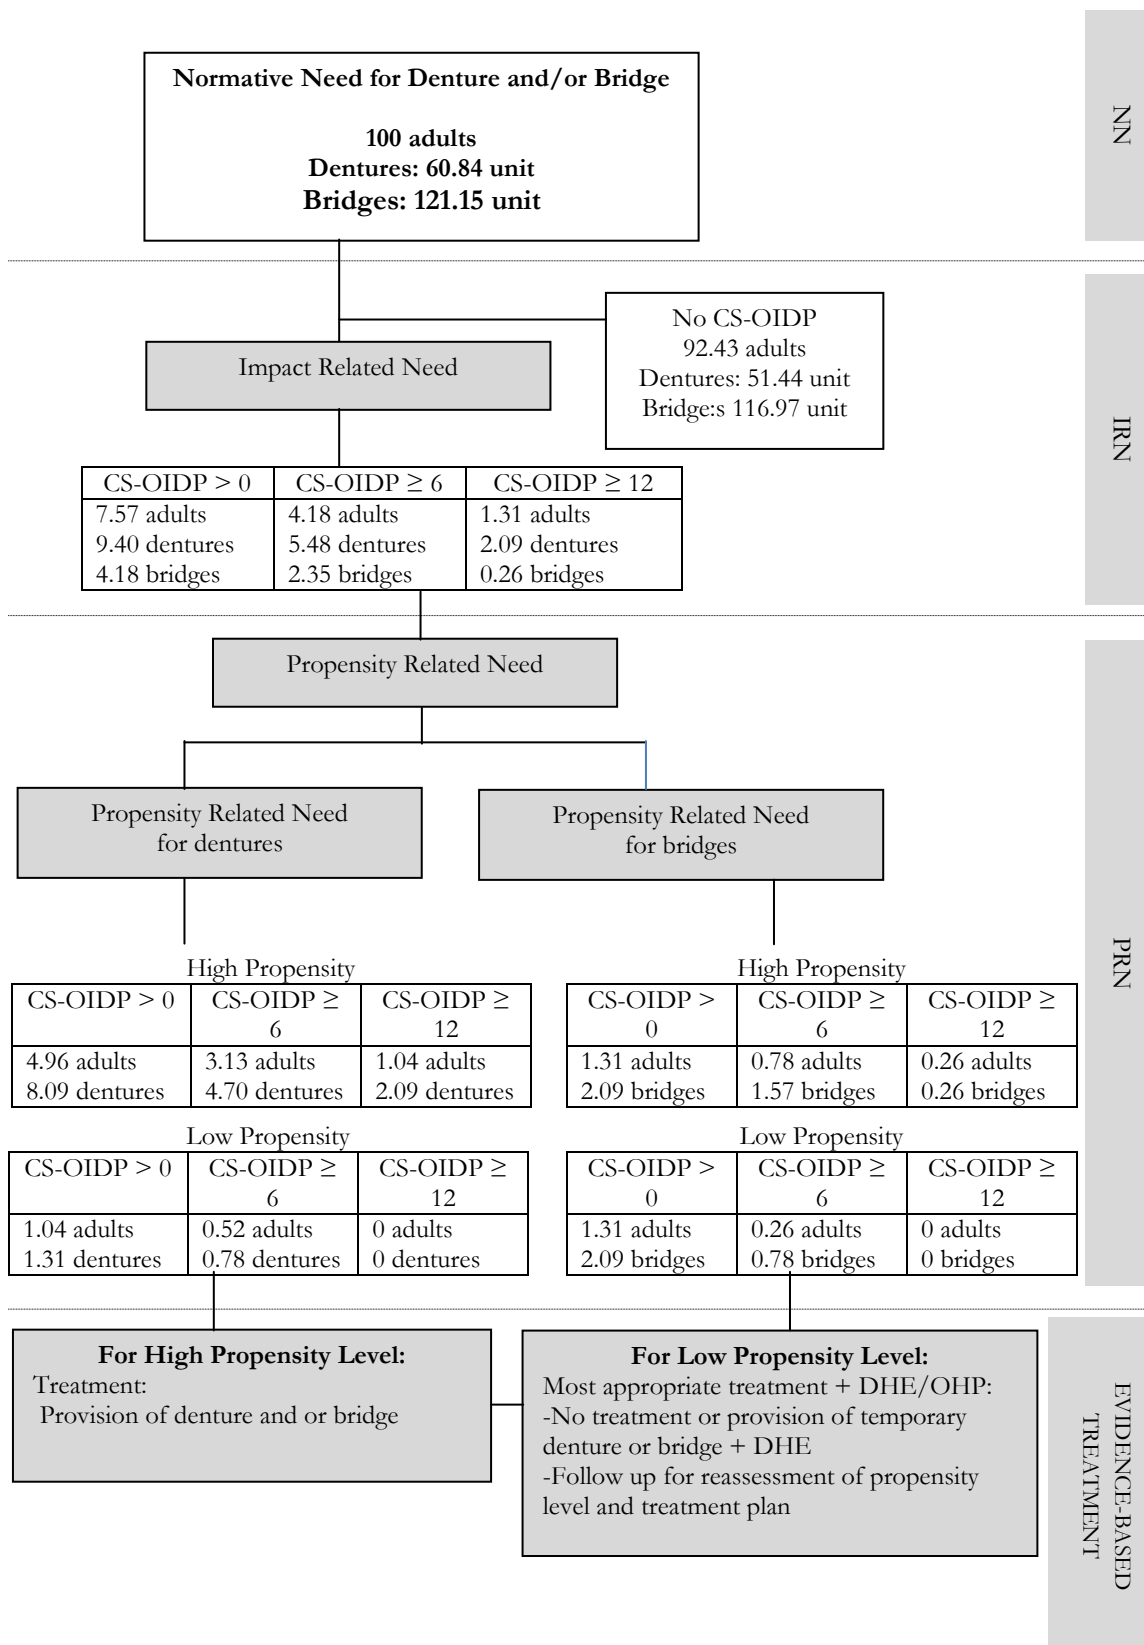 Normative Need for Denture and/or Bridge
100 adults
Dentures: 60.84 unit
Bridges: 121.15 unit
NN
No CS-OIDP
92.43 adults
Dentures: 51.44 unit
Bridge:s 116.97 unit
Impact Related Need
IRN
CS-OIDP > 0 CS-OIDP ≥ 6 CS-OIDP ≥ 12
7.57 adults 4.18 adults 1.31 adults
9.40 dentures 5.48 dentures 2.09 dentures
4.18 bridges 2.35 bridges 0.26 bridges
Propensity Related Need
Propensity Related Need
for dentures
Propensity Related Need
for bridges
PRN
High Propensity
CS-OIDP > 0 CS-OIDP ≥ CS-OIDP ≥
6 12
4.96 adults 3.13 adults 1.04 adults
8.09 dentures 4.70 dentures 2.09 dentures
High Propensity
CS-OIDP > CS-OIDP ≥ CS-OIDP ≥
0 6 12
1.31 adults 0.78 adults 0.26 adults
2.09 bridges 1.57 bridges 0.26 bridges
Low Propensity
CS-OIDP > 0 CS-OIDP ≥ CS-OIDP ≥
6 12
1.04 adults 0.52 adults 0 adults
1.31 dentures 0.78 dentures 0 dentures
Low Propensity
CS-OIDP > CS-OIDP ≥ CS-OIDP ≥
0 6 12
1.31 adults 0.26 adults 0 adults
2.09 bridges 0.78 bridges 0 bridges
For High Propensity Level:
Treatment:
Provision of denture and or bridge
For Low Propensity Level:
Most appropriate treatment + DHE/OHP:
-No treatment or provision of temporary
denture or bridge + DHE
-Follow up for reassessment of propensity
level and treatment plan
EVIDENCE-BASED
TREATMENT